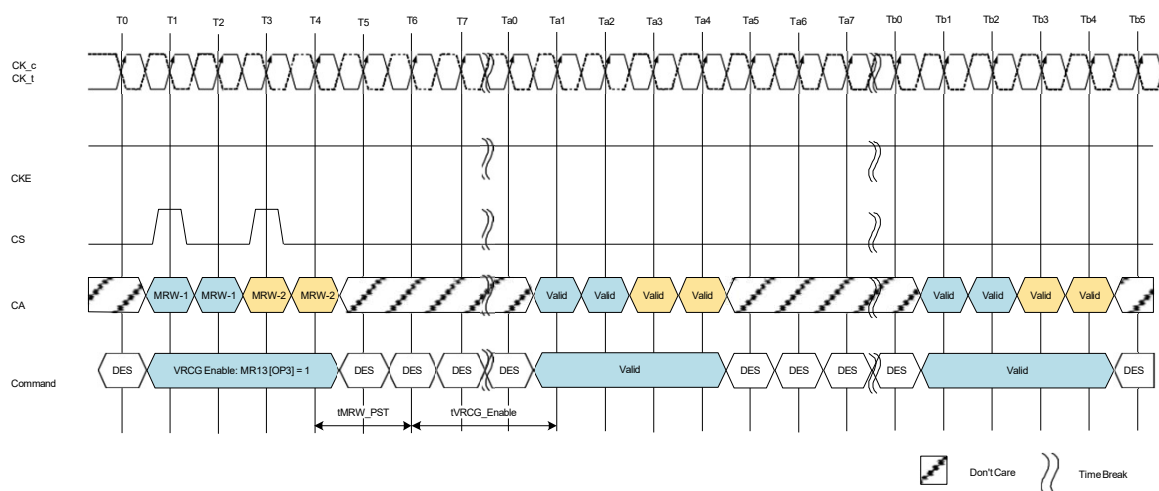 T0 T1 T2 T3 T4 T5 T6 T7 Ta0 Ta1 Ta2 Ta3 Ta4 Ta5 Ta6 Ta7 Tb0 Tb1 Tb2 Tb3 Tb4 Tb5
CK_c
CK_t
CKE
CS
CA MRW-1 MRW-1 MRW-2 MRW-2 Valid Valid Valid Valid Valid Valid Valid Valid
Command DES VRCG Enable: MR13 [OP3] = 1 DES DES DES DES Valid DES DES DES DES Valid DES
tMRW_PST tVRCG_Enable
Don't Care Time Break